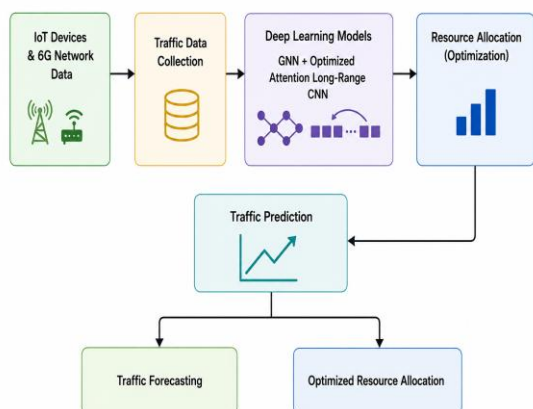 IoT Devices
& 6G Network
Data
Traffic Data
Collection
Deep Learning Models
GNN + Optimized
Attention Long-Range
CNN
Resource Allocation
(Optimization)
Traffic Prediction
Traffic Forecasting
Optimized Resource Allocation